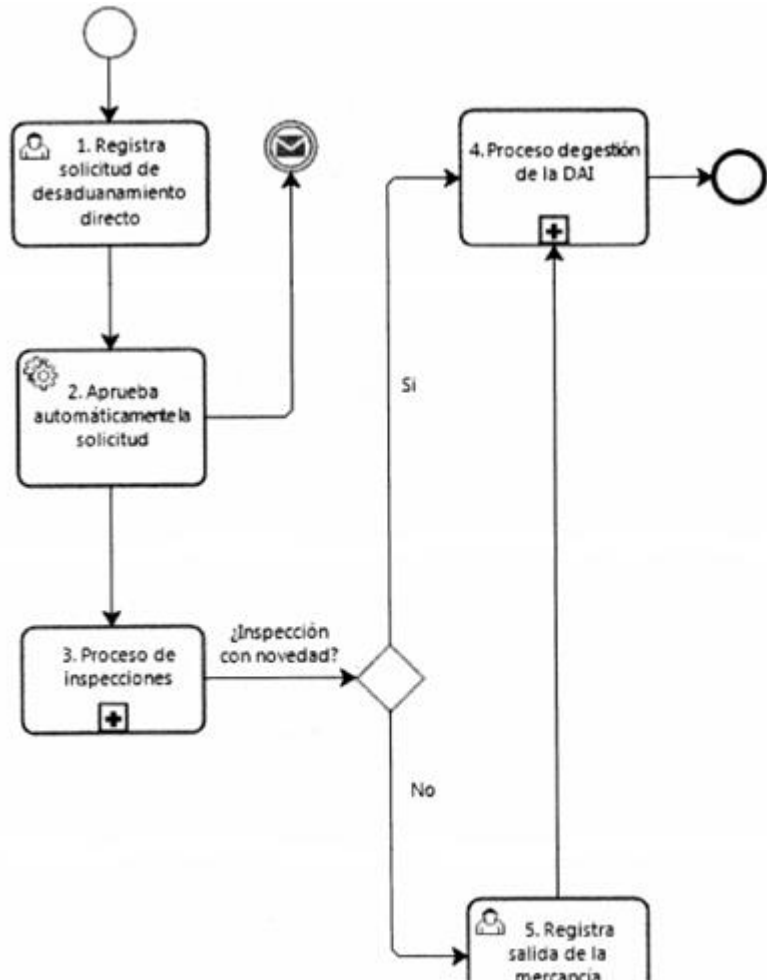 1. Registra
solicitud de
desaduanamiento
directo
2. Aprueba
automáticamente la
solicitud
3. Proceso de
inspecciones
¿Inspección
con novedad?
Si
No
4. Proceso de gestión
de la DAI
5. Registra
salida de la
mercancía